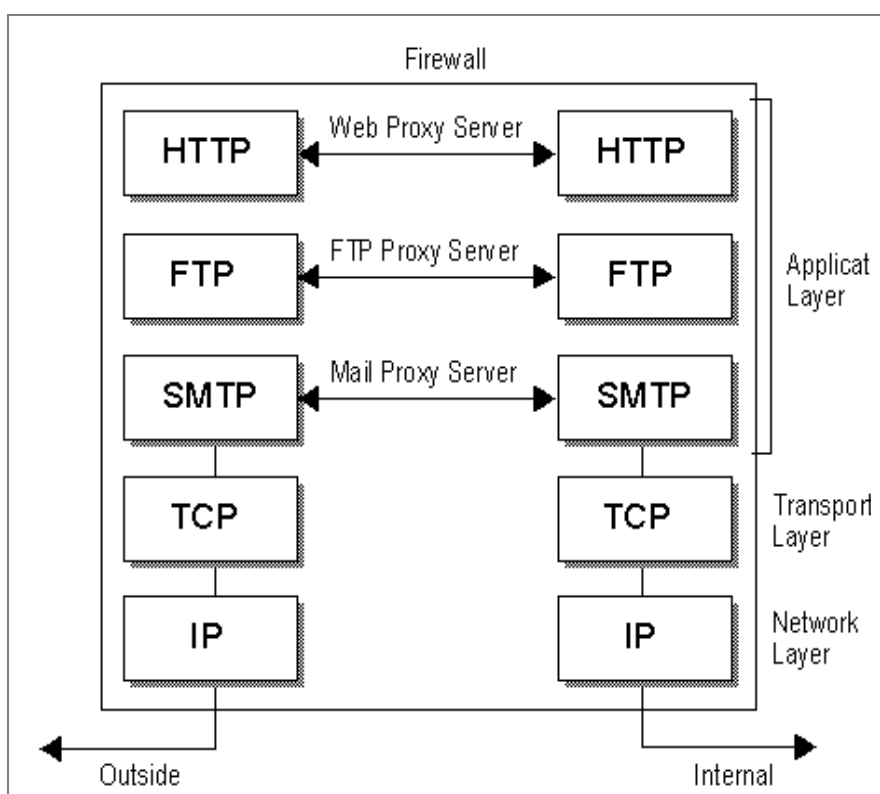 Firewall
HTTP
Web Proxy Server
HTTP
FTP
FTP Proxy Server
FTP
Applicat
Layer
SMTP
Mail Proxy Server
SMTP
TCP
TCP
Transport
Layer
IP
IP
Network
Layer
Outside
Internal